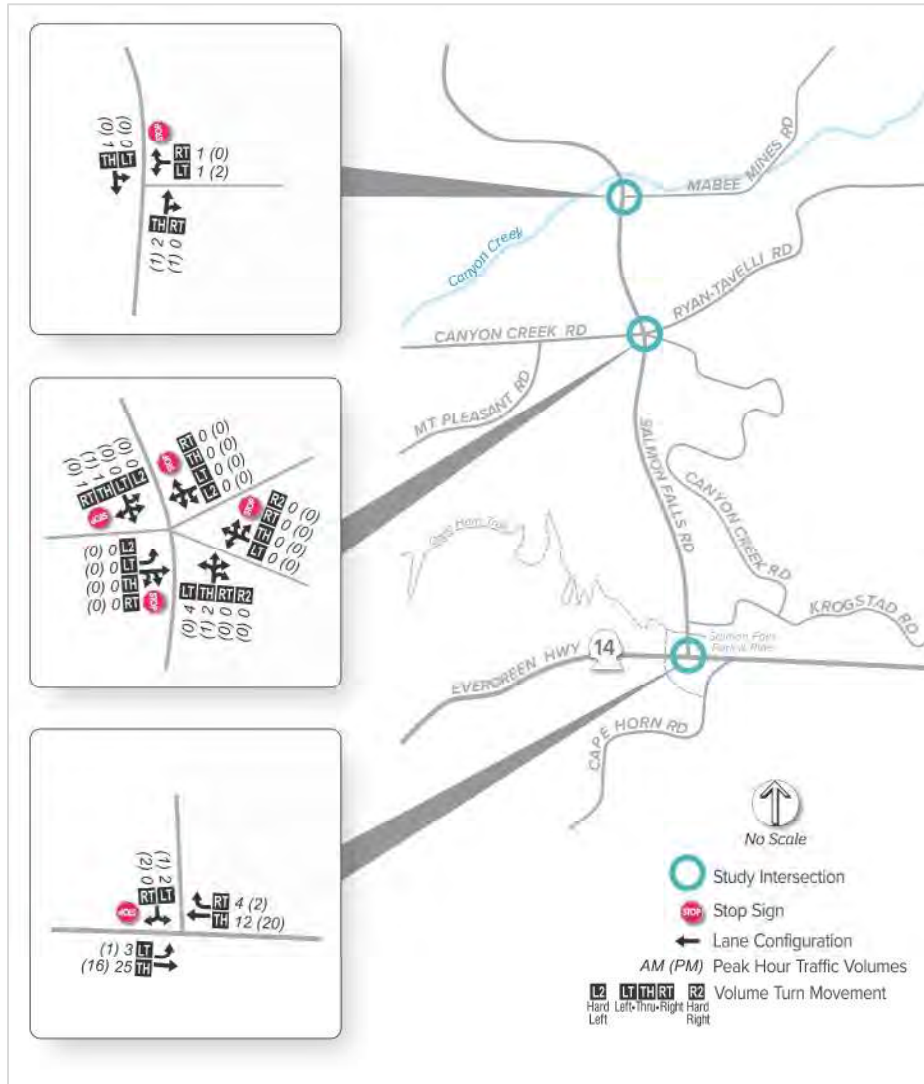 (0) 0 LT
(0) 1 TH
STOP
RT 1 (0)
LT 1 (2)
TH RT
(1) 2
(1) 0
RT 0 (0)
TH 0 (0)
LT 0 (0)
L2 0 (0)
STOP
(0) 0
(0) 0
(1) 1
(0) 1
RT TH LT L2
STOP
R2 0 (0)
RT 0 (0)
TH 0 (0)
LT 0 (0)
STOP
(0) 0 L2
(0) 0 LT
(0) 0 TH
(0) 0 RT
STOP
LT TH RT R2
(0) 4
(1) 2
(0) 0
(0) 0
(1) 2
(2) 0
RT LT
STOP
RT 4 (2)
TH 12 (20)
(1) 3 LT
(16) 25 TH
MABEE MINES RD
Canyon Creek
RYAN-TAVELLI RD
CANYON CREEK RD
MT PLEASANT RD
SALMON FALLS RD
CANYON CREEK RD
KROGSTAD RD
Salmon Falls
Park & Ride
14
EVERGREEN HWY
CAPE HORN RD
No Scale
Study Intersection
STOP Stop Sign
Lane Configuration
AM (PM) Peak Hour Traffic Volumes
L2 LT TH RT R2 Volume Turn Movement
Hard Left Left•Thru•Right Hard Right